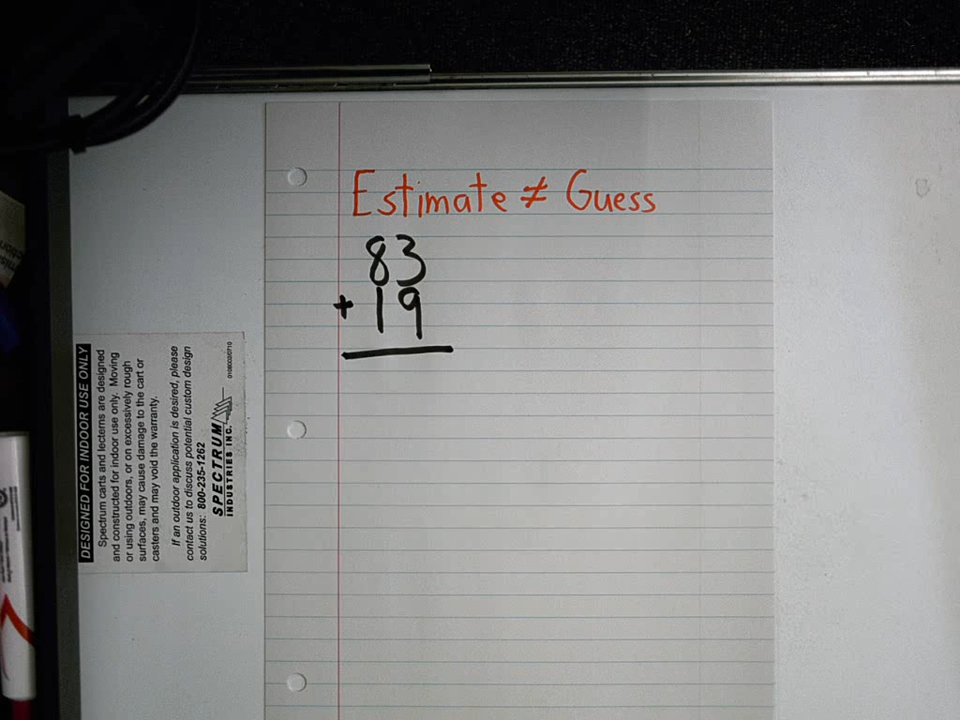 Estimate ≠ Guess
83
+ 19
DESIGNED FOR INDOOR USE ONLY
Spectrum carts and lecterns are designed
and constructed for indoor use only. Moving
or using outdoors, or on excessively rough
surfaces, may cause damage to the cart or
casters and may void the warranty.
If an outdoor application is desired, please
contact us to discuss potential custom design
solutions: 800-235-1262
SPECTRUM
INDUSTRIES INC.